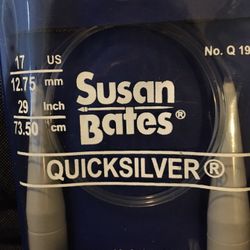 17 US
12.75 mm
29 Inch
73.50 cm
No. Q 19
Susan
Bates®
QUICKSILVER®